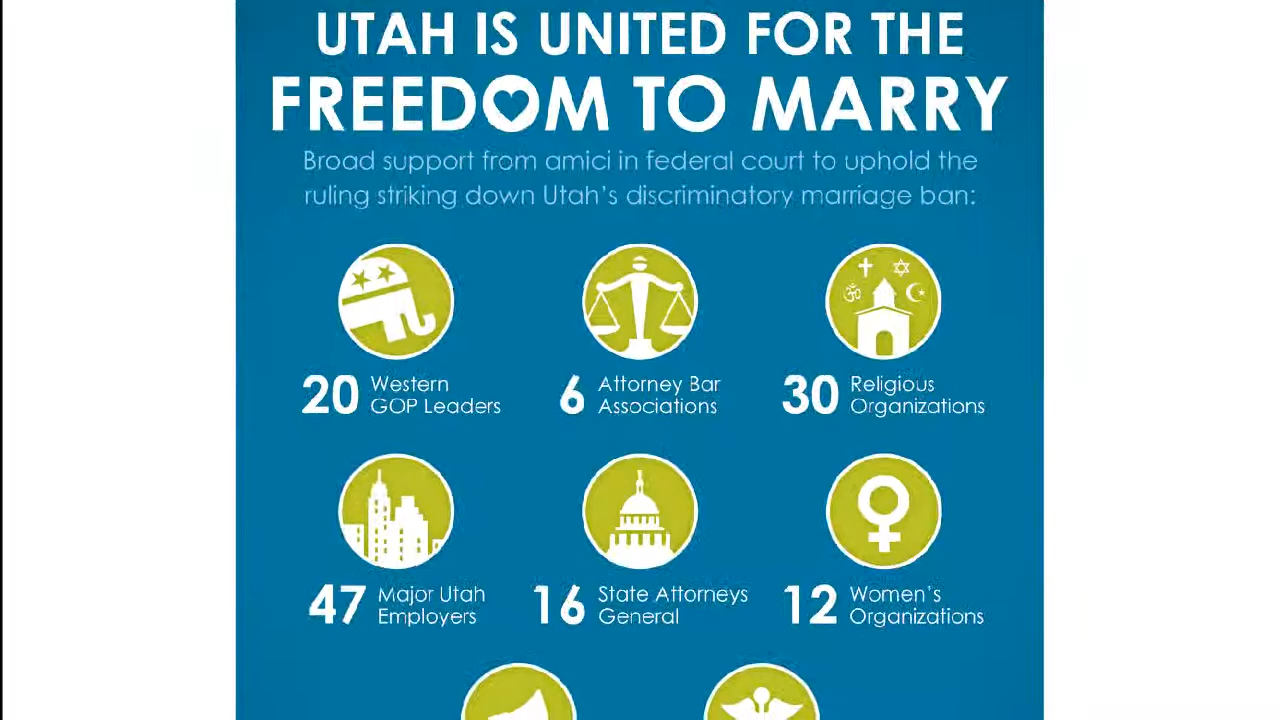 UTAH IS UNITED FOR THE
FREEDOM TO MARRY
Broad support from amici in federal court to uphold the
ruling striking down Utah's discriminatory marriage ban:
20 Western
GOP Leaders
6 Attorney Bar
Associations
30 Religious
Organizations
47 Major Utah
Employers
16 State Attorneys
General
12 Women's
Organizations